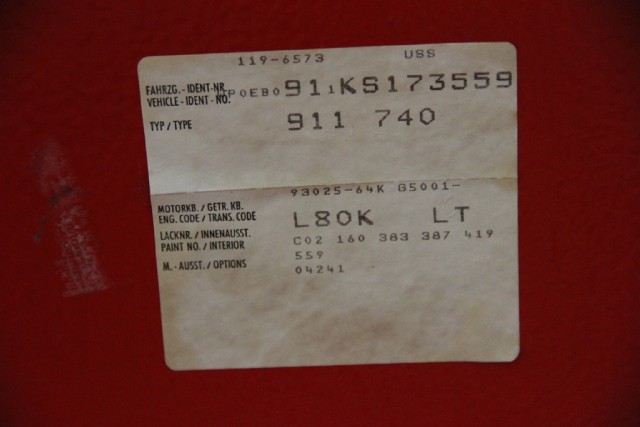 119-6573 USS
FAHRZG. - IDENT-NR.
VEHICLE - IDENT - NO.
POEBO911KS173559
TYP / TYPE
911 740
93025-64K G5001-
MOTORKB. / GETR. KB.
ENG. CODE / TRANS. CODE
L80K LT
LACKNR. / INNENAUSST.
PAINT NO. / INTERIOR
C02 160 383 387 419
559
M. - AUSST. / OPTIONS
04241